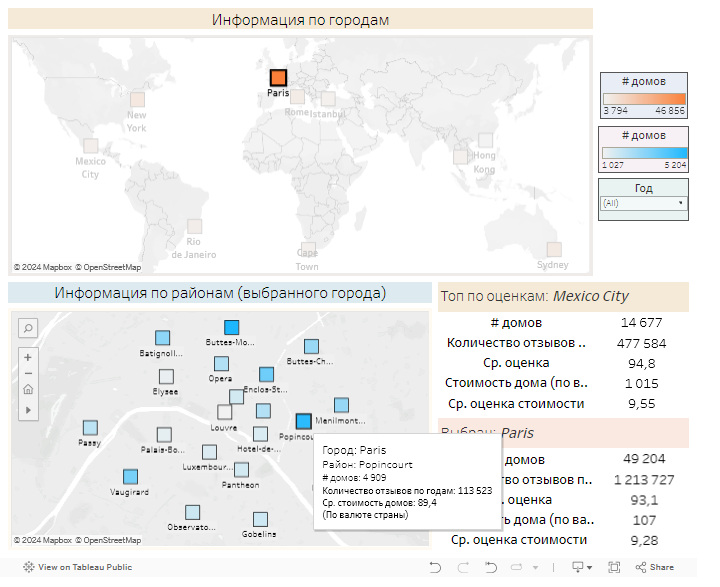 Информация по городам
Paris
Rome Istanbul
New
York
Mexico
City
Hong
Kong
Rio
de Janeiro
Cape
Town
Sydney
© 2024 Mapbox © OpenStreetMap
# домов
3 794 46 856
# домов
1 027 5 204
Год
(All)
Информация по районам (выбранного города)
Buttes-Mo...
Batignoll...
Buttes-Ch...
Opera
Elysee
Enclos-St...
Louvre
Menilmont...
Passy
Palais-Bo...
Hotel-de-...
Popincou
Luxembour...
Pantheon
Vaugirard
Observato...
Gobelins
© 2024 Mapbox © OpenStreetMap
Город: Paris
Район: Popincourt
# домов: 4 909
Количество отзывов по годам: 113 523
Ср. стоимость домов: 89,4
(По валюте страны)
Топ по оценкам: Mexico City
# домов 14 677
Количество отзывов .. 477 584
Ср. оценка 94,8
Стоимость дома (по в.. 1 015
Ср. оценка стоимости 9,55
Выбран: Paris
домов 49 204
во отзывов п.. 1 213 727
оценка 93,1
дома (по ва.. 107
Ср. оценка стоимости 9,28
View on Tableau Public
Share